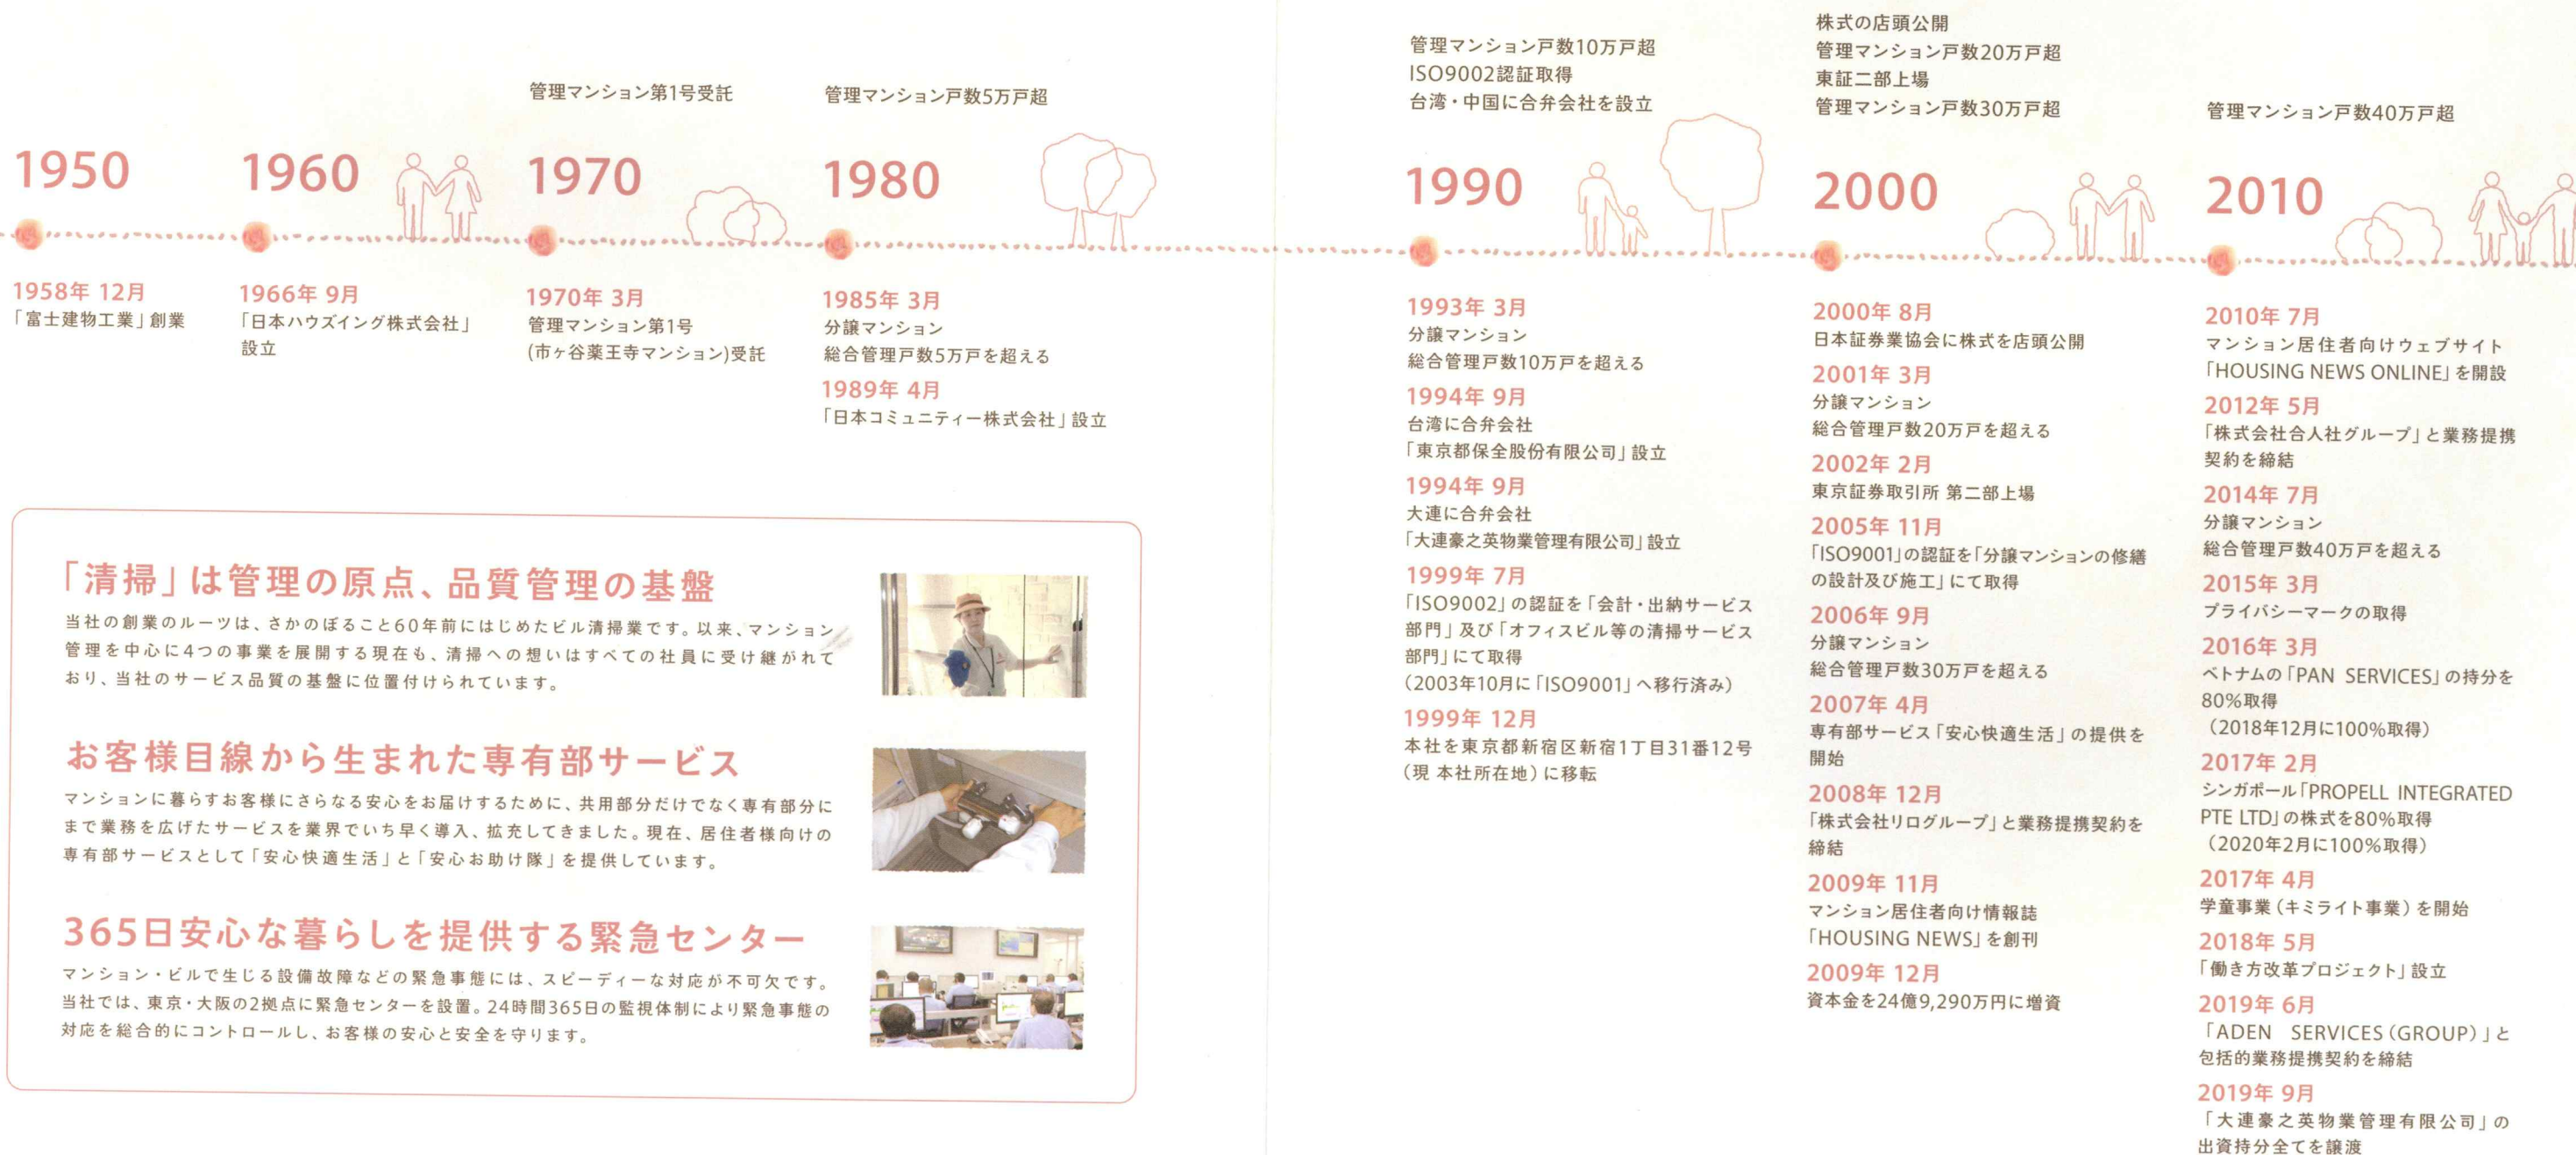 管理マンション第1号受託
管理マンション戸数5万戸超
管理マンション戸数10万戸超
ISO9002認証取得
台湾・中国に合弁会社を設立
株式の店頭公開
管理マンション戸数20万戸超
東証二部上場
管理マンション戸数30万戸超
管理マンション戸数40万戸超
1950
1960
1970
1980
1990
2000
2010
1958年 12月
「富士建物工業」創業
1966年 9月
「日本ハウズイング株式会社」
設立
1970年 3月
管理マンション第1号
(市ヶ谷薬王寺マンション)受託
1985年 3月
分譲マンション
総合管理戸数5万戸を超える
1989年 4月
「日本コミュニティー株式会社」設立
「清掃」は管理の原点、品質管理の基盤
当社の創業のルーツは、さかのぼること60年前にはじめたビル清掃業です。以来、マンション
管理を中心に4つの事業を展開する現在も、清掃への想いはすべての社員に受け継がれて
おり、当社のサービス品質の基盤に位置付けられています。
お客様目線から生まれた専有部サービス
マンションに暮らすお客様にさらなる安心をお届けするために、共用部分だけでなく専有部分に
まで業務を広げたサービスを業界でいち早く導入、拡充してきました。現在、居住者様向けの
専有部サービスとして「安心快適生活」と「安心お助け隊」を提供しています。
365日安心な暮らしを提供する緊急センター
マンション・ビルで生じる設備故障などの緊急事態には、スピーディーな対応が不可欠です。
当社では、東京・大阪の2拠点に緊急センターを設置。24時間365日の監視体制により緊急事態の
対応を総合的にコントロールし、お客様の安心と安全を守ります。
1993年 3月
分譲マンション
総合管理戸数10万戸を超える
1994年 9月
台湾に合弁会社
「東京都保全股份有限公司」設立
1994年 9月
大連に合弁会社
「大連豪之英物業管理有限公司」設立
1999年 7月
「ISO9002」の認証を「会計・出納サービス
部門」及び「オフィスビル等の清掃サービス
部門」にて取得
（2003年10月に「ISO9001」へ移行済み）
1999年 12月
本社を東京都新宿区新宿1丁目31番12号
（現 本社所在地）に移転
2000年 8月
日本証券業協会に株式を店頭公開
2001年 3月
分譲マンション
総合管理戸数20万戸を超える
2002年 2月
東京証券取引所 第二部上場
2005年 11月
「ISO9001」の認証を「分譲マンションの修繕
の設計及び施工」にて取得
2006年 9月
分譲マンション
総合管理戸数30万戸を超える
2007年 4月
専有部サービス「安心快適生活」の提供を
開始
2008年 12月
「株式会社リログループ」と業務提携契約を
締結
2009年 11月
マンション居住者向け情報誌
「HOUSING NEWS」を創刊
2009年 12月
資本金を24億9,290万円に増資
2010年 7月
マンション居住者向けウェブサイト
「HOUSING NEWS ONLINE」を開設
2012年 5月
「株式会社合人社グループ」と業務提携
契約を締結
2014年 7月
分譲マンション
総合管理戸数40万戸を超える
2015年 3月
プライバシーマークの取得
2016年 3月
ベトナムの「PAN SERVICES」の持分を
80%取得
（2018年12月に100%取得）
2017年 2月
シンガポール「PROPELL INTEGRATED
PTE LTD」の株式を80%取得
（2020年2月に100%取得）
2017年 4月
学童事業（キミライト事業）を開始
2018年 5月
「働き方改革プロジェクト」設立
2019年 6月
「ADEN SERVICES（GROUP）」と
包括的業務提携契約を締結
2019年 9月
「大連豪之英物業管理有限公司」の
出資持分全てを譲渡